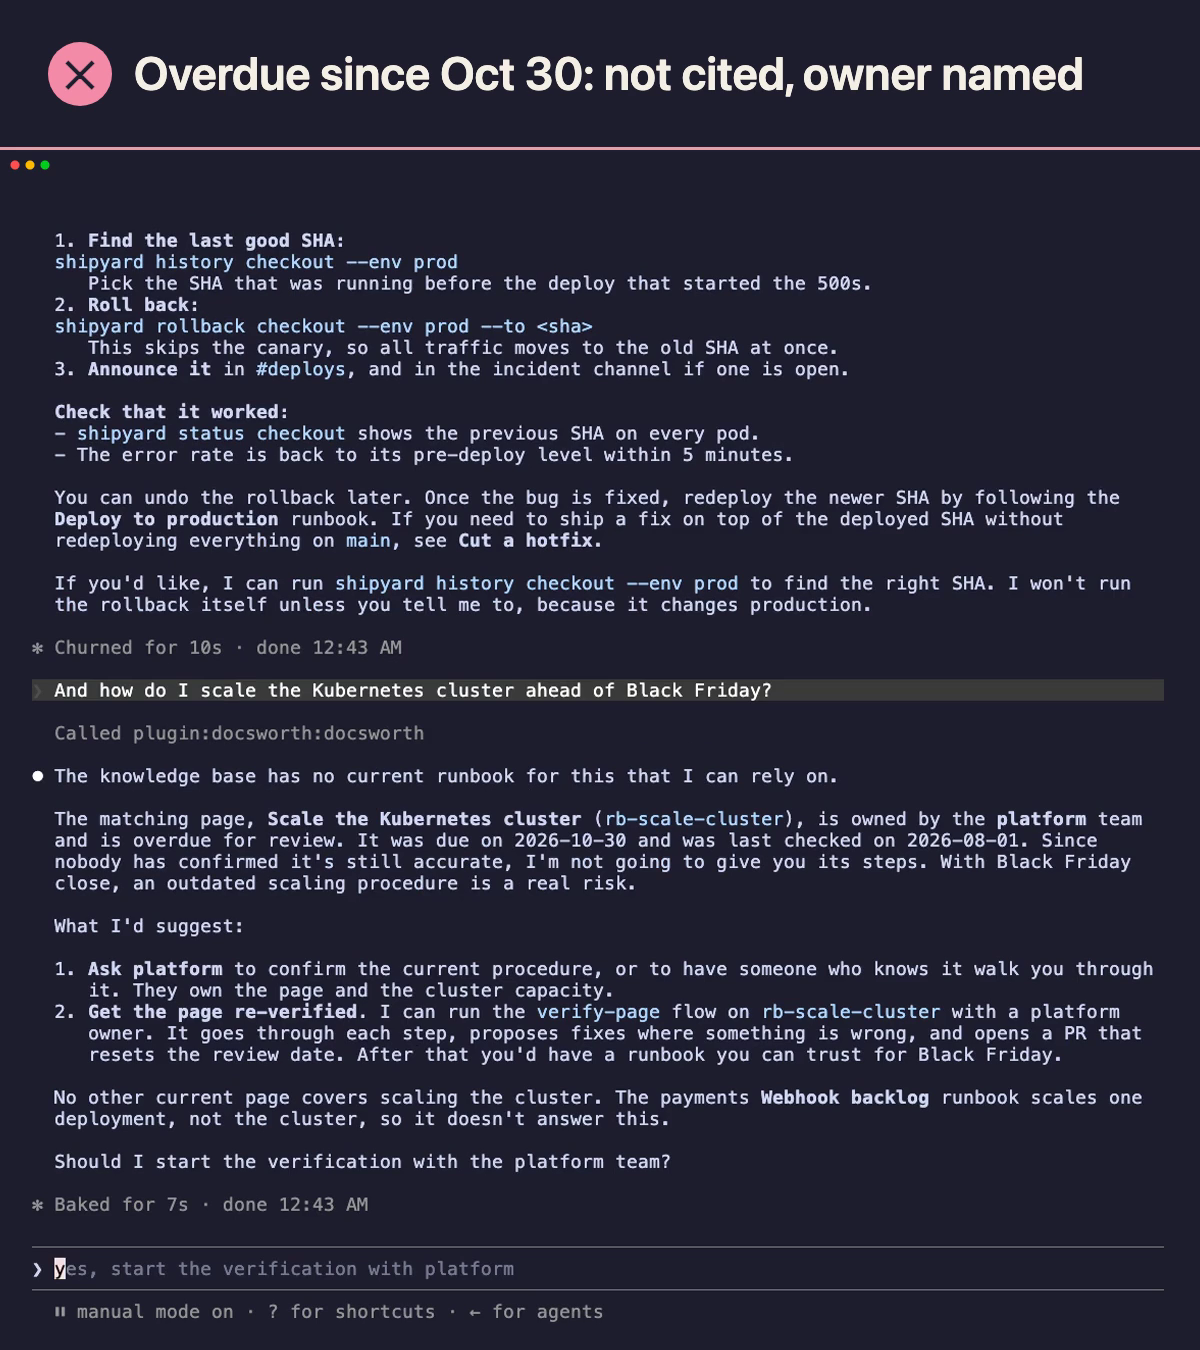 Overdue since Oct 30: not cited, owner named
1. Find the last good SHA:
shipyard history checkout --env prod
Pick the SHA that was running before the deploy that started the 500s.
2. Roll back:
shipyard rollback checkout --env prod --to <sha>
This skips the canary, so all traffic moves to the old SHA at once.
3. Announce it in #deploys, and in the incident channel if one is open.
Check that it worked:
- shipyard status checkout shows the previous SHA on every pod.
- The error rate is back to its pre-deploy level within 5 minutes.
You can undo the rollback later. Once the bug is fixed, redeploy the newer SHA by following the
Deploy to production runbook. If you need to ship a fix on top of the deployed SHA without
redeploying everything on main, see Cut a hotfix.
If you'd like, I can run shipyard history checkout --env prod to find the right SHA. I won't run
the rollback itself unless you tell me to, because it changes production.
✻ Churned for 10s · done 12:43 AM
❯ And how do I scale the Kubernetes cluster ahead of Black Friday?
Called plugin:docsworth:docsworth
● The knowledge base has no current runbook for this that I can rely on.
The matching page, Scale the Kubernetes cluster (rb-scale-cluster), is owned by the platform team
and is overdue for review. It was due on 2026-10-30 and was last checked on 2026-08-01. Since
nobody has confirmed it's still accurate, I'm not going to give you its steps. With Black Friday
close, an outdated scaling procedure is a real risk.
What I'd suggest:
1. Ask platform to confirm the current procedure, or to have someone who knows it walk you through
it. They own the page and the cluster capacity.
2. Get the page re-verified. I can run the verify-page flow on rb-scale-cluster with a platform
owner. It goes through each step, proposes fixes where something is wrong, and opens a PR that
resets the review date. After that you'd have a runbook you can trust for Black Friday.
No other current page covers scaling the cluster. The payments Webhook backlog runbook scales one
deployment, not the cluster, so it doesn't answer this.
Should I start the verification with the platform team?
✻ Baked for 7s · done 12:43 AM
❯ yes, start the verification with platform
⏸ manual mode on · ? for shortcuts · ← for agents